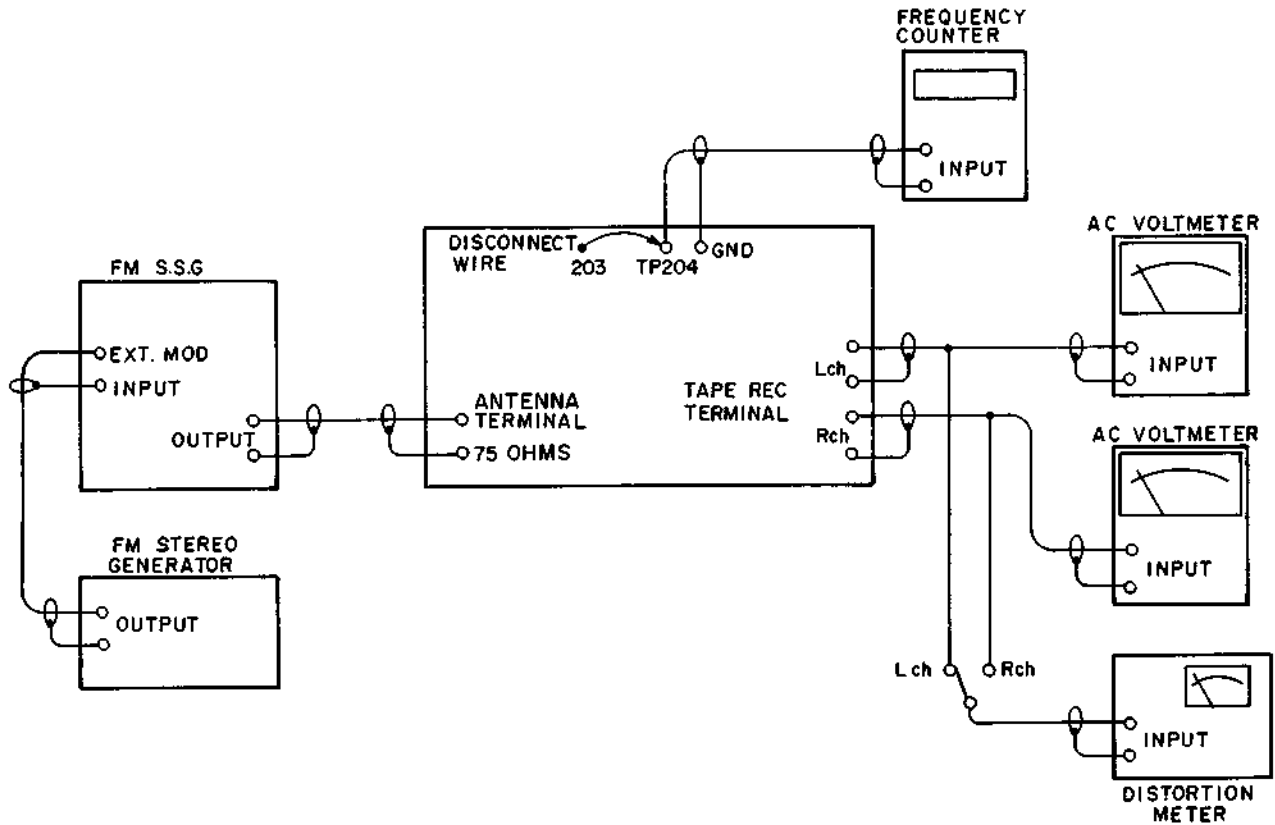 FREQUENCY
COUNTER
INPUT
AC VOLTMETER
DISCONNECT
WIRE
203
TP204
GND
FM S.S.G
EXT. MOD
INPUT
OUTPUT
ANTENNA
TERMINAL
75 OHMS
TAPE REC
TERMINAL
Lch
Rch
INPUT
AC VOLTMETER
INPUT
FM STEREO
GENERATOR
OUTPUT
Lch
Rch
INPUT
DISTORTION
METER